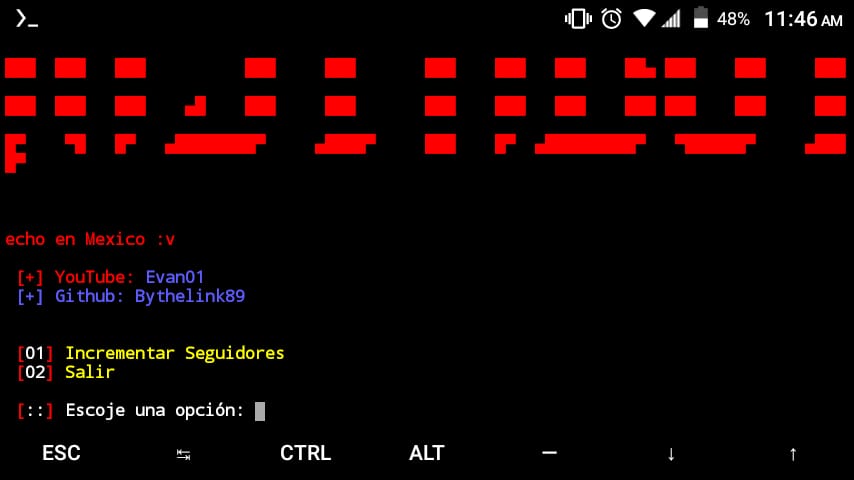 48% 11:46 AM
echo en Mexico :v
[+] YouTube: Evan01
[+] Github: Bythelink89
[01] Incrementar Seguidores
[02] Salir
[::] Escoje una opción:
ESC ↹ CTRL ALT — ↓ ↑